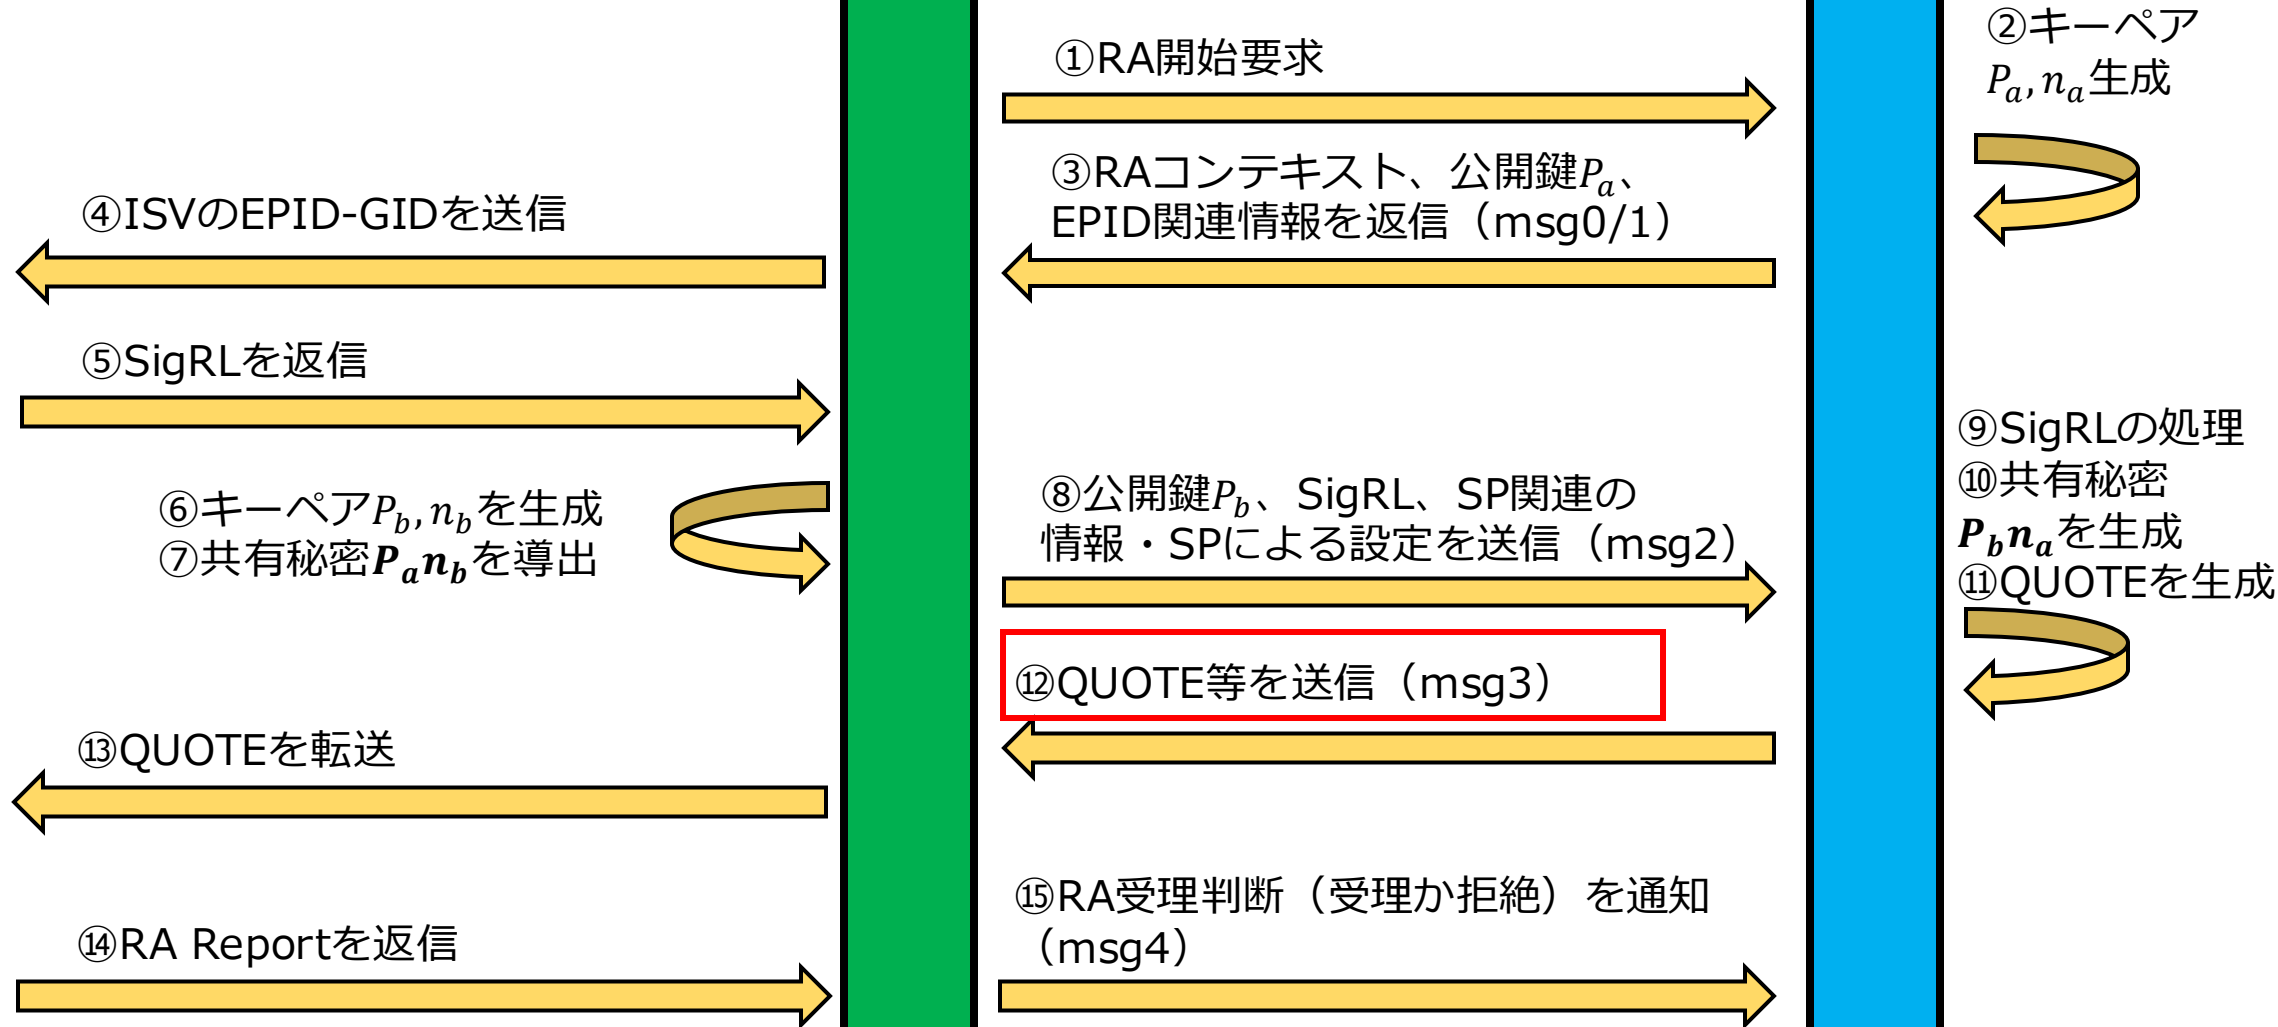 ①RA開始要求
②キーペア
P_a, n_a生成
③RAコンテキスト、公開鍵P_a、
EPID関連情報を返信（msg0/1）
④ISVのEPID-GIDを送信
⑤SigRLを返信
⑥キーペアP_b, n_bを生成
⑦共有秘密P_a n_bを導出
⑧公開鍵P_b、SigRL、SP関連の
情報・SPによる設定を送信（msg2）
⑨SigRLの処理
⑩共有秘密
P_b n_aを生成
⑪QUOTEを生成
⑫QUOTE等を送信（msg3）
⑬QUOTEを転送
⑭RA Reportを返信
⑮RA受理判断（受理か拒絶）を通知
（msg4）